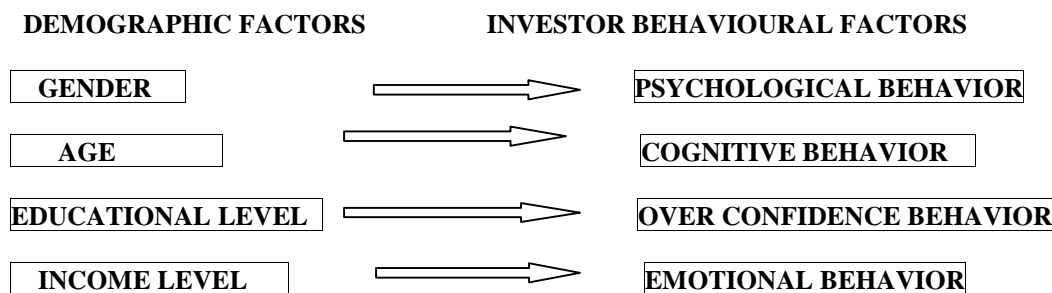 DEMOGRAPHIC FACTORS INVESTOR BEHAVIOURAL FACTORS
GENDER PSYCHOLOGICAL BEHAVIOR
AGE COGNITIVE BEHAVIOR
EDUCATIONAL LEVEL OVER CONFIDENCE BEHAVIOR
INCOME LEVEL EMOTIONAL BEHAVIOR